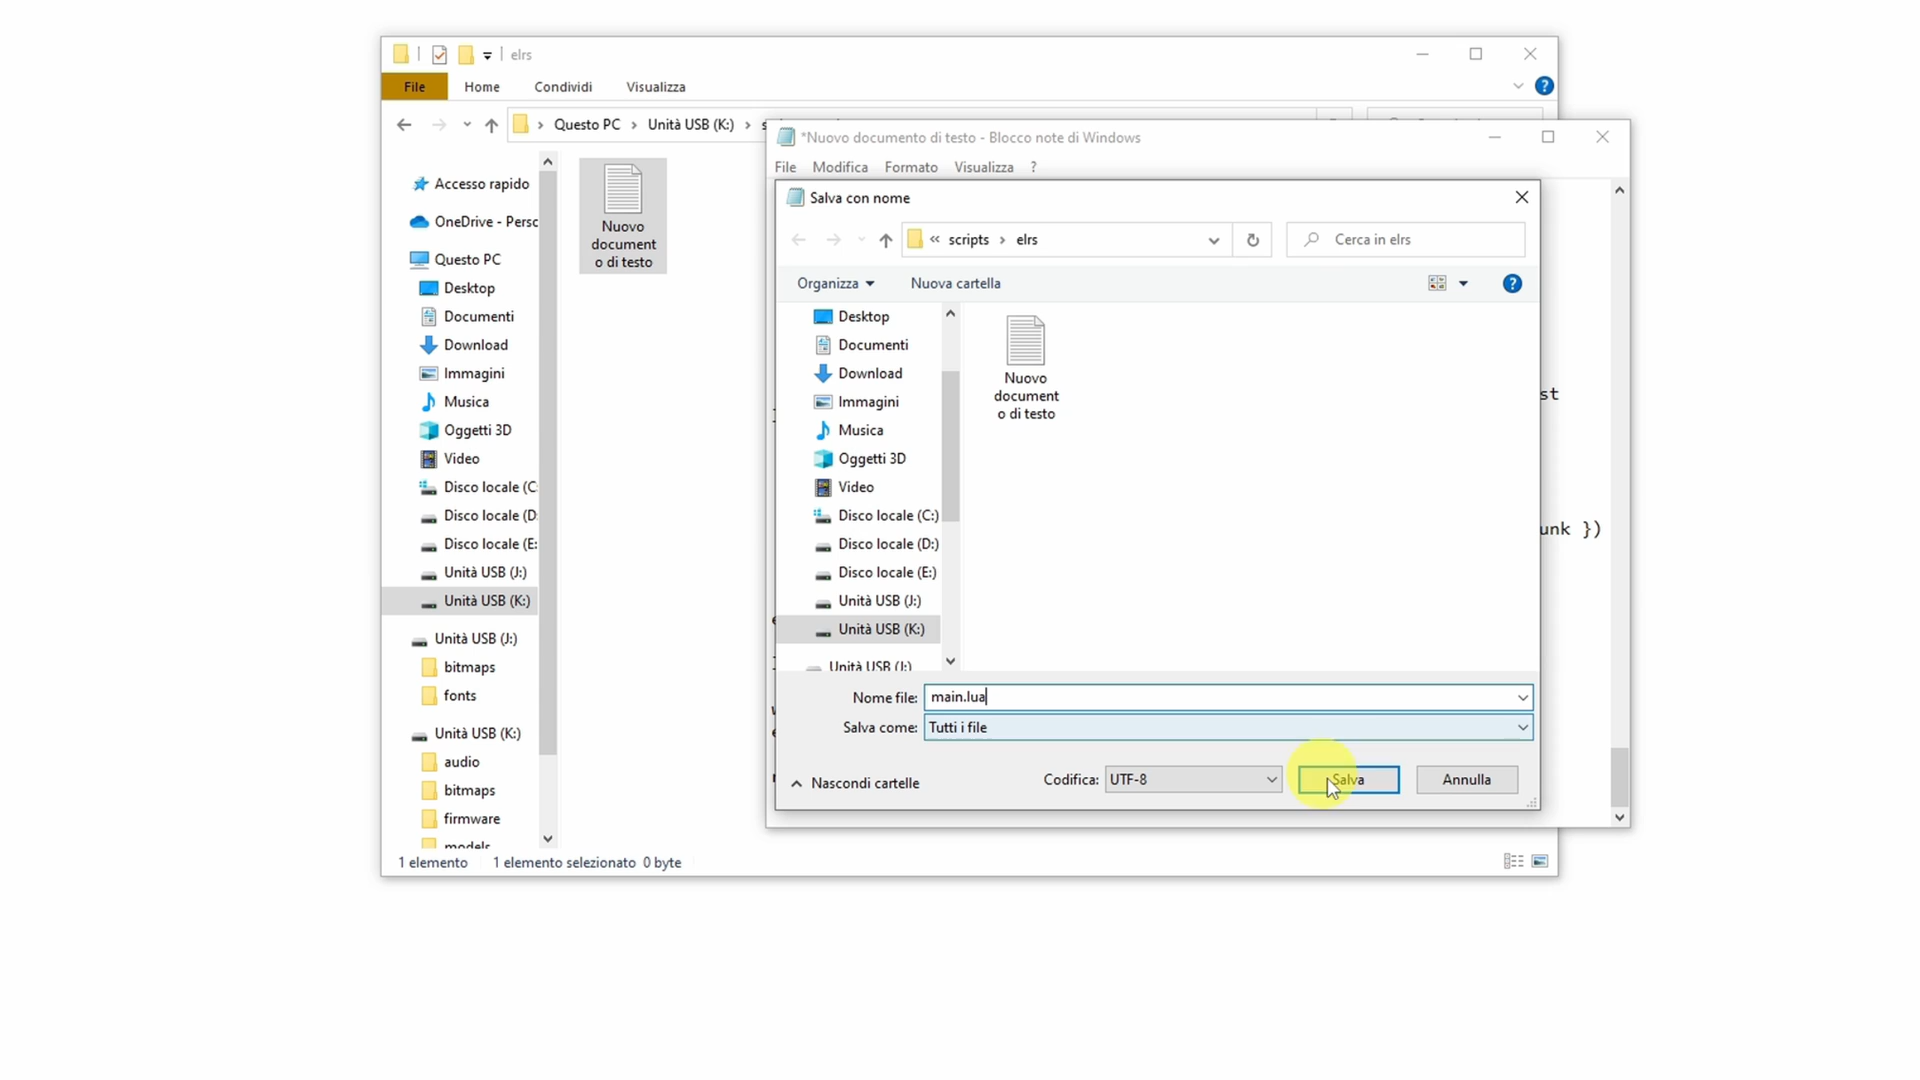 elrs
File Home Condividi Visualizza
Questo PC Unità USB (K:)
*Nuovo documento di testo - Blocco note di Windows
File Modifica Formato Visualizza ?
Salva con nome
« scripts elrs
Cerca in elrs
Organizza Nuova cartella
Accesso rapido
OneDrive - Persc
Questo PC
Desktop
Documenti
Download
Immagini
Musica
Oggetti 3D
Video
Disco locale (C:
Disco locale (D:
Disco locale (E:
Unità USB (J:)
Unità USB (K:)
Unità USB (J:)
bitmaps
fonts
Unità USB (K:)
audio
bitmaps
firmware
models
Nuovo
document
o di testo
Desktop
Documenti
Download
Immagini
Musica
Oggetti 3D
Video
Disco locale (C:)
Disco locale (D:)
Disco locale (E:)
Unità USB (J:)
Unità USB (K:)
Unità USB (J:)
Nuovo
document
o di testo
st
unk })
Nome file: main.lua
Salva come: Tutti i file
Nascondi cartelle
Codifica: UTF-8
Salva
Annulla
1 elemento 1 elemento selezionato 0 byte